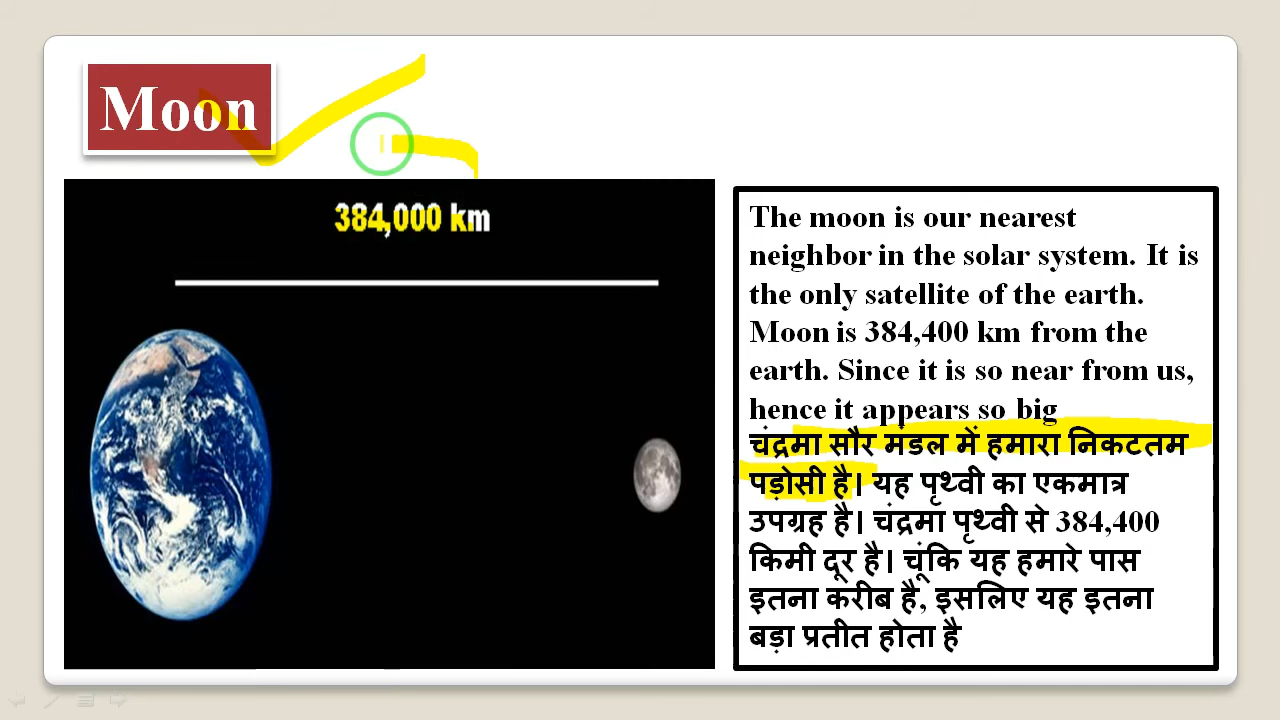 Moon
384,000 km
The moon is our nearest
neighbor in the solar system. It is
the only satellite of the earth.
Moon is 384,400 km from the
earth. Since it is so near from us,
hence it appears so big
चंद्रमा सौर मंडल में हमारा निकटतम
पड़ोसी है। यह पृथ्वी का एकमात्र
उपग्रह है। चंद्रमा पृथ्वी से 384,400
किमी दूर है। चूंकि यह हमारे पास
इतना करीब है, इसलिए यह इतना
बड़ा प्रतीत होता है